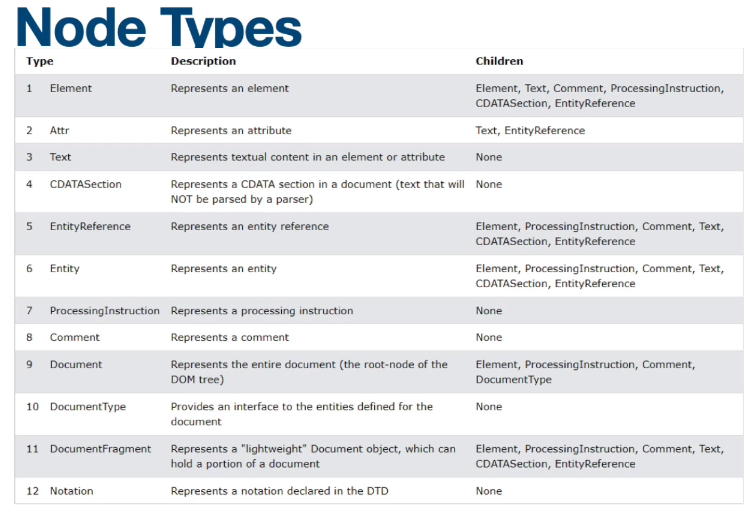 Node Types
Type Description Children
1 Element Represents an element Element, Text, Comment, ProcessingInstruction,
CDATASection, EntityReference
2 Attr Represents an attribute Text, EntityReference
3 Text Represents textual content in an element or attribute None
4 CDATASection Represents a CDATA section in a document (text that will None
NOT be parsed by a parser)
5 EntityReference Represents an entity reference Element, ProcessingInstruction, Comment, Text,
CDATASection, EntityReference
6 Entity Represents an entity Element, ProcessingInstruction, Comment, Text,
CDATASection, EntityReference
7 ProcessingInstruction Represents a processing instruction None
8 Comment Represents a comment None
9 Document Represents the entire document (the root-node of the Element, ProcessingInstruction, Comment,
DOM tree) DocumentType
10 DocumentType Provides an interface to the entities defined for the None
document
11 DocumentFragment Represents a "lightweight" Document object, which can Element, ProcessingInstruction, Comment, Text,
hold a portion of a document CDATASection, EntityReference
12 Notation Represents a notation declared in the DTD None